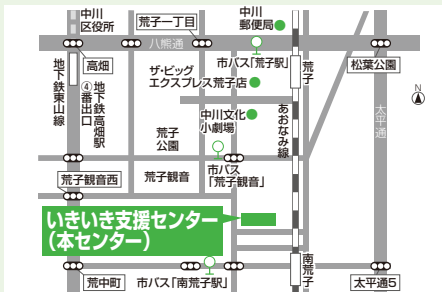 中川
区役所
荒子一丁目
中川
郵便局
八熊通
高畑
市バス「荒子駅」
荒子
松葉公園
ザ・ビッグ
エクスプレス荒子店
N
地下鉄東山線
地下鉄高畑駅
④番出口
中川文化
小劇場
あおなみ線
太平通
荒子
公園
荒子観音西
荒子観音
市バス
「荒子観音」
いきいき支援センター
(本センター)
荒中町
市バス「南荒子駅」
南荒子
太平通5